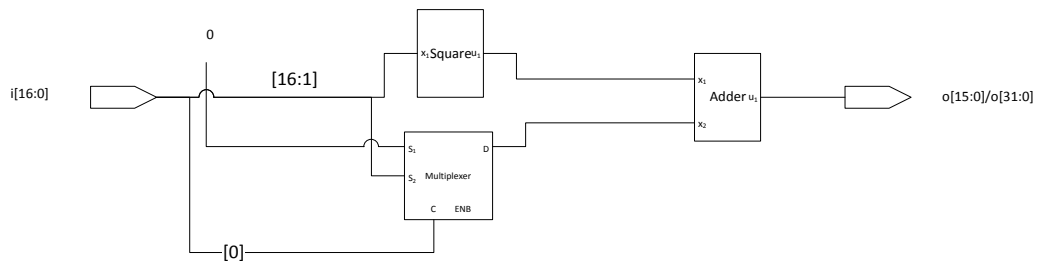 0
i[16:0]
[16:1]
x₁ Square u₁
x₁
Adder u₁
x₂
o[15:0]/o[31:0]
S₁
D
S₂
Multiplexer
C
ENB
[0]